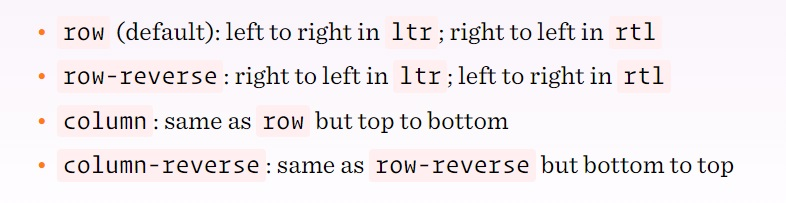 • row (default): left to right in ltr; right to left in rtl
• row-reverse: right to left in ltr; left to right in rtl
• column: same as row but top to bottom
• column-reverse: same as row-reverse but bottom to top